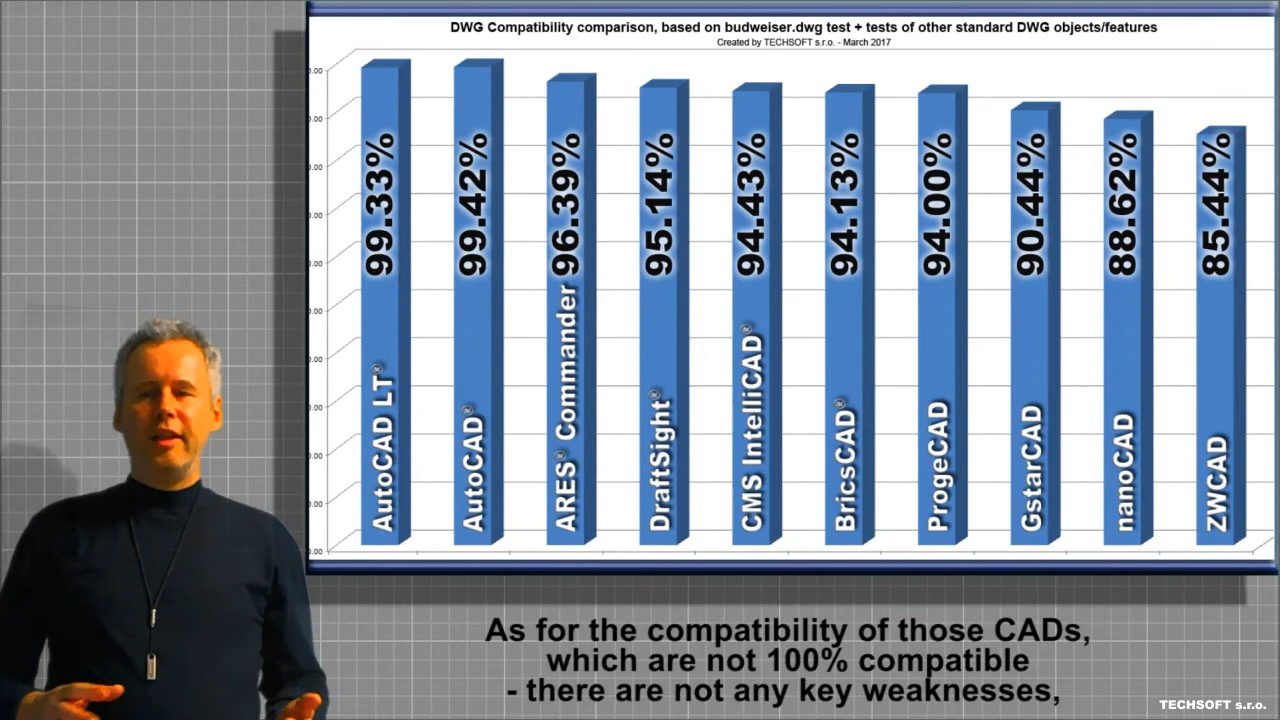 DWG Compatibility comparison, based on budweiser.dwg test + tests of other standard DWG objects/features
Created by TECHSOFT s.r.o. - March 2017
AutoCAD LT® 99.33%
AutoCAD® 99.42%
ARES® Commander 96.39%
DraftSight® 95.14%
CMS IntelliCAD® 94.43%
BricsCAD® 94.13%
ProgeCAD 94.00%
GstarCAD 90.44%
nanoCAD 88.62%
ZWCAD 85.44%
As for the compatibility of those CADs,
which are not 100% compatible
- there are not any key weaknesses,
TECHSOFT s.r.o.